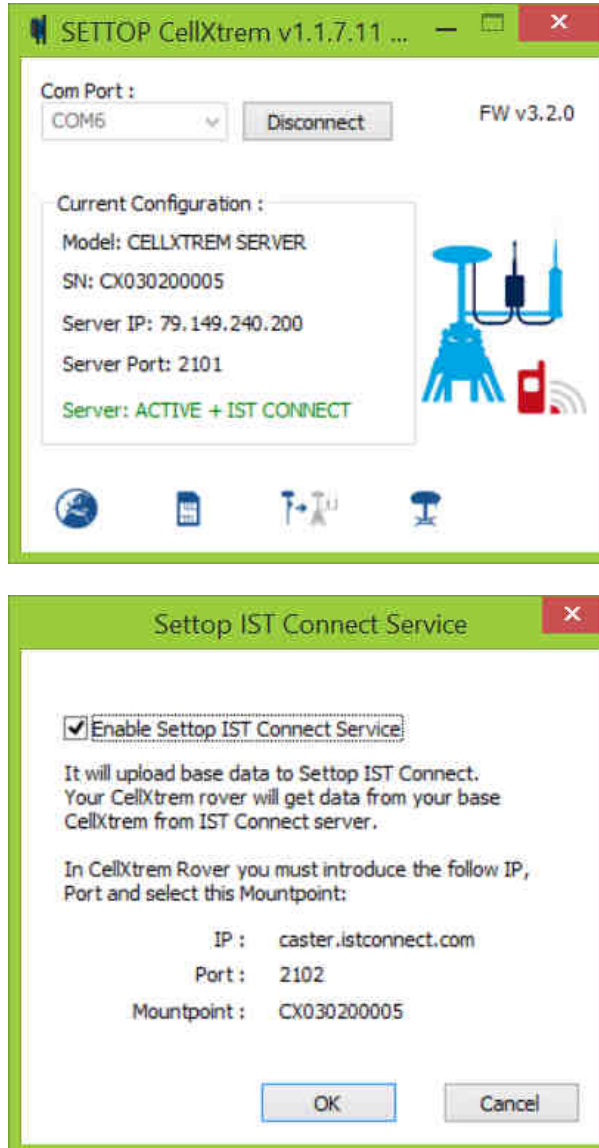 SETTOP CellXtrem v1.1.7.11 ...
Com Port :
COM6
Disconnect
FW v3.2.0
Current Configuration :
Model: CELLXTREM SERVER
SN: CX030200005
Server IP: 79.149.240.200
Server Port: 2101
Server: ACTIVE + IST CONNECT
Settop IST Connect Service
Enable Settop IST Connect Service
It will upload base data to Settop IST Connect.
Your CellXtrem rover will get data from your base
CellXtrem from IST Connect server.
In CellXtrem Rover you must introduce the follow IP,
Port and select this Mountpoint:
IP : caster.istconnect.com
Port : 2102
Mountpoint : CX030200005
OK
Cancel